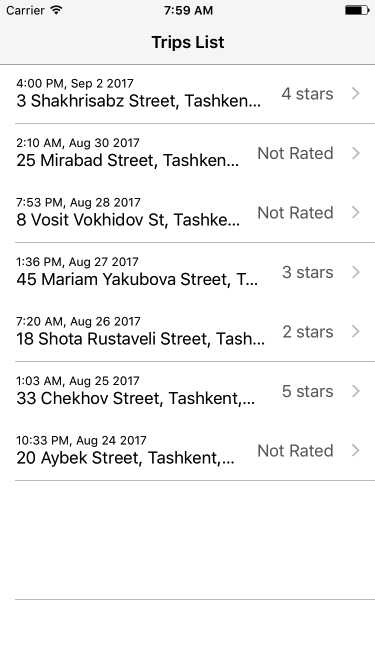 Carrier 7:59 AM
Trips List
4:00 PM, Sep 2 2017
3 Shakhrisabz Street, Tashken... 4 stars
2:10 AM, Aug 30 2017
25 Mirabad Street, Tashken... Not Rated
7:53 PM, Aug 28 2017
8 Vosit Vokhidov St, Tashke... Not Rated
1:36 PM, Aug 27 2017
45 Mariam Yakubova Street, T... 3 stars
7:20 AM, Aug 26 2017
18 Shota Rustaveli Street, Tash... 2 stars
1:03 AM, Aug 25 2017
33 Chekhov Street, Tashkent,... 5 stars
10:33 PM, Aug 24 2017
20 Aybek Street, Tashkent,... Not Rated